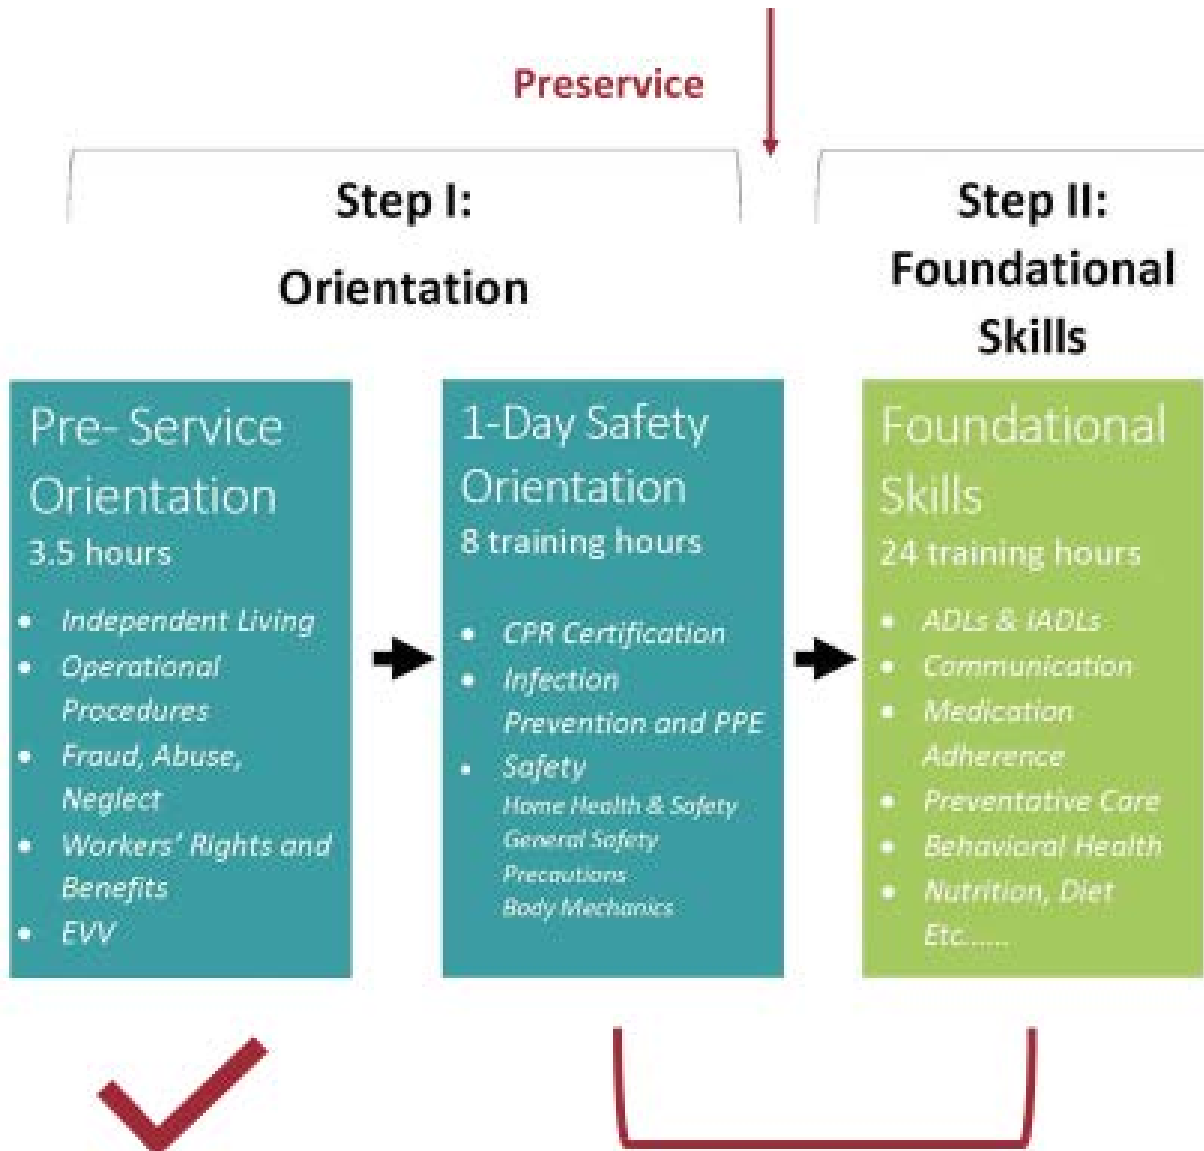 Preservice
Step I:
Orientation
Step II:
Foundational
Skills
Pre- Service
Orientation
3.5 hours
• Independent Living
• Operational
Procedures
• Fraud, Abuse,
Neglect
• Workers' Rights and
Benefits
• EVV
1-Day Safety
Orientation
8 training hours
• CPR Certification
• Infection
Prevention and PPE
• Safety
Home Health & Safety
General Safety
Precautions
Body Mechanics
Foundational
Skills
24 training hours
• ADLs & IADLs
• Communication
• Medication
Adherence
• Preventative Care
• Behavioral Health
• Nutrition, Diet
Etc......